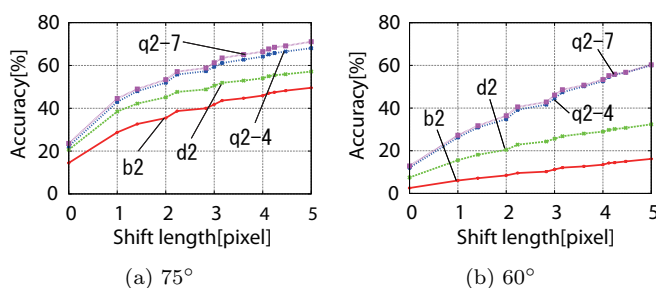 80
60
40
20
0
Accuracy[%]
q2-7
b2
d2
q2-4
0 1 2 3 4 5
Shift length[pixel]
(a) 75°
80
60
40
20
0
Accuracy[%]
q2-7
d2
q2-4
b2
0 1 2 3 4 5
Shift length[pixel]
(b) 60°